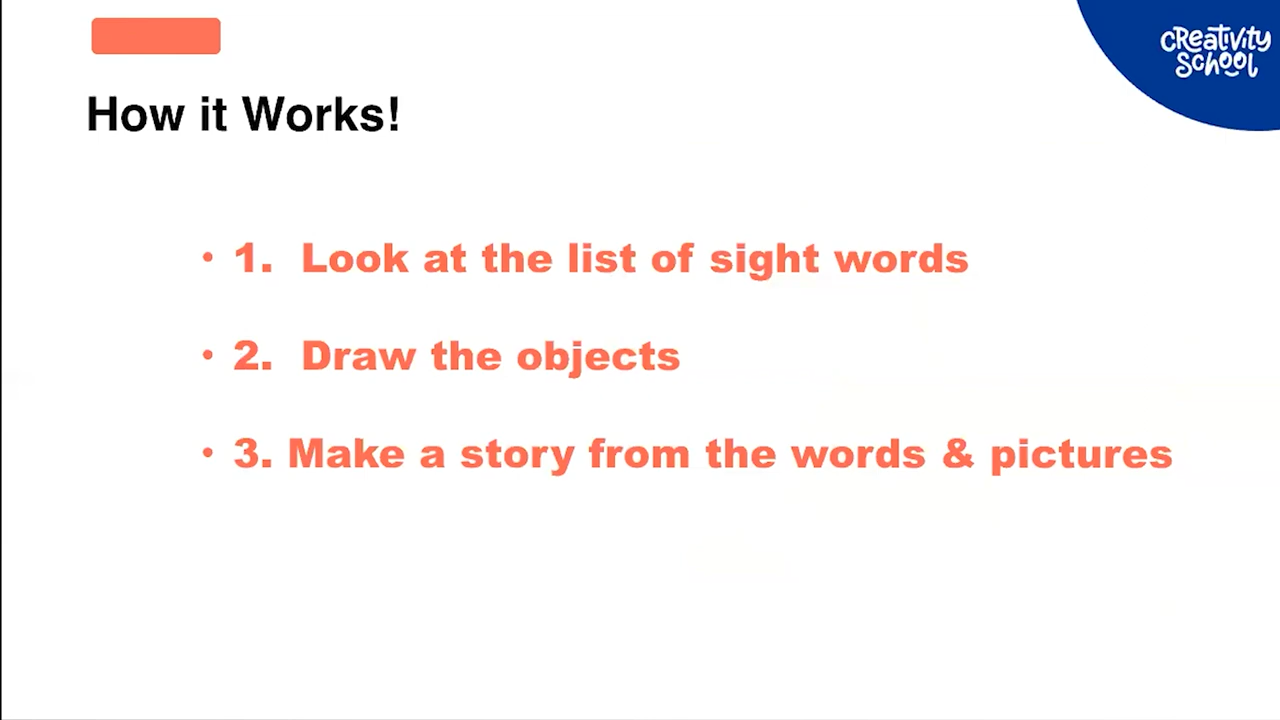 CReativity
School
How it Works!
• 1. Look at the list of sight words
• 2. Draw the objects
• 3. Make a story from the words & pictures